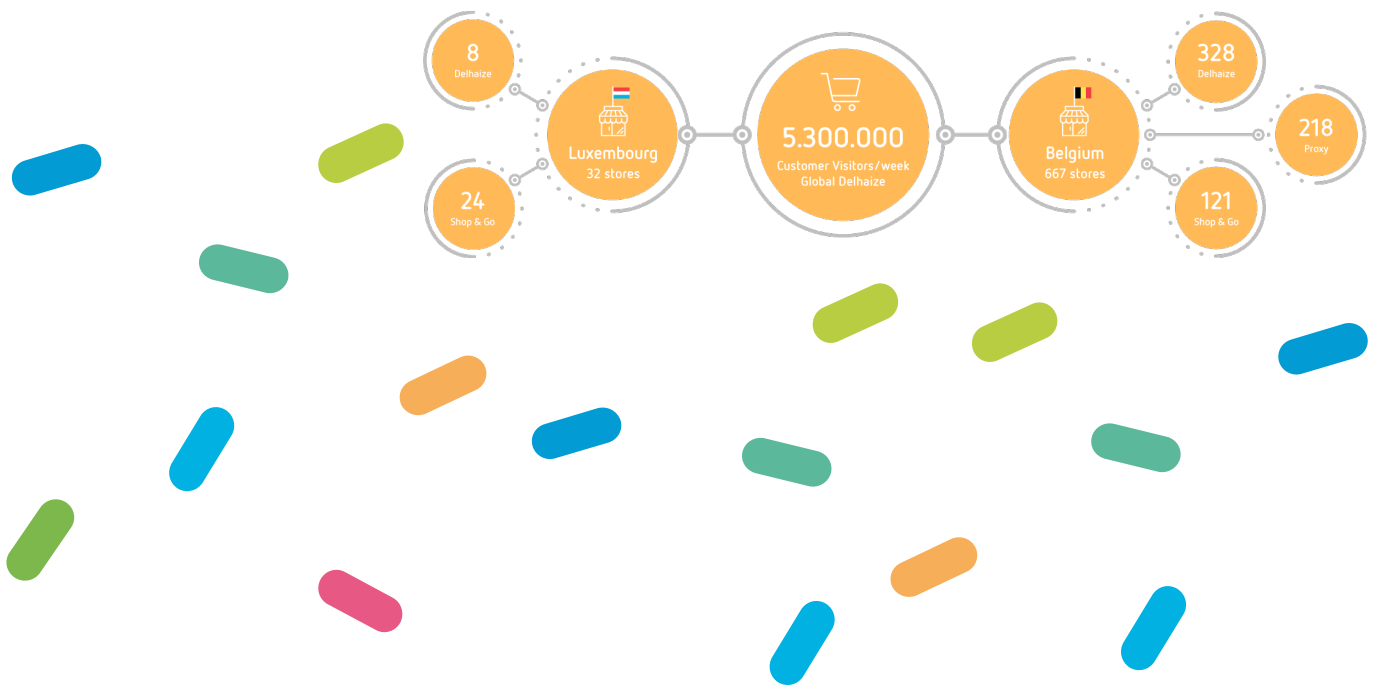 8
Delhaize
24
Shop & Go
Luxembourg
32 stores
5.300.000
Customer Visitors/week
Global Delhaize
Belgium
667 stores
328
Delhaize
218
Proxy
121
Shop & Go